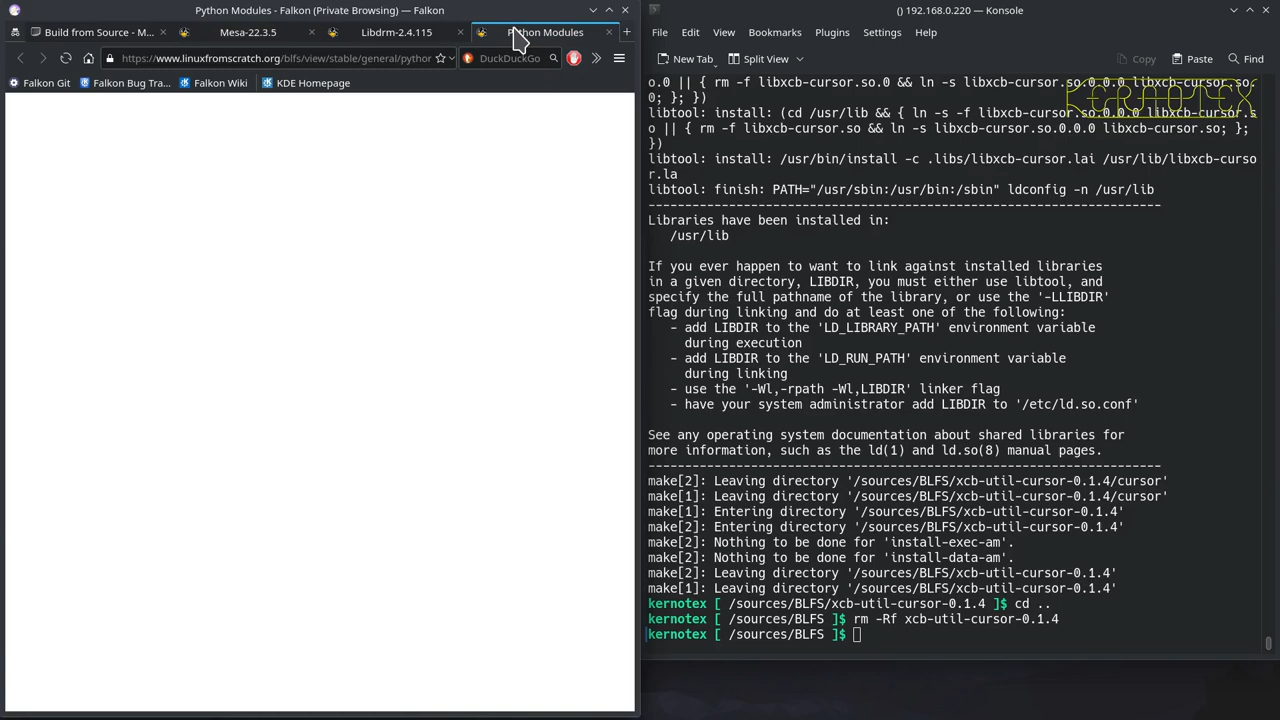 Python Modules - Falkon (Private Browsing) — Falkon
Build from Source - M...
Mesa-22.3.5
Libdrm-2.4.115
Python Modules
https://www.linuxfromscratch.org/blfs/view/stable/general/pythor
DuckDuckGo
Falkon Git
Falkon Bug Tra...
Falkon Wiki
KDE Homepage
() 192.168.0.220 — Konsole
File Edit View Bookmarks Plugins Settings Help
New Tab
Split View
Copy
Paste
Find
KERNOTEX
o.0 || { rm -f libxcb-cursor.so.0 && ln -s libxcb-cursor.so.0.0.0 libxcb-cursor.so.
0; }; })
libtool: install: (cd /usr/lib && { ln -s -f libxcb-cursor.so.0.0.0 libxcb-cursor.s
o || { rm -f libxcb-cursor.so && ln -s libxcb-cursor.so.0.0.0 libxcb-cursor.so; };
})
libtool: install: /usr/bin/install -c .libs/libxcb-cursor.lai /usr/lib/libxcb-curso
r.la
libtool: finish: PATH="/usr/sbin:/usr/bin:/sbin" ldconfig -n /usr/lib
----------------------------------------------------------------------
Libraries have been installed in:
/usr/lib
If you ever happen to want to link against installed libraries
in a given directory, LIBDIR, you must either use libtool, and
specify the full pathname of the library, or use the '-LLIBDIR'
flag during linking and do at least one of the following:
- add LIBDIR to the 'LD_LIBRARY_PATH' environment variable
during execution
- add LIBDIR to the 'LD_RUN_PATH' environment variable
during linking
- use the '-Wl,-rpath -Wl,LIBDIR' linker flag
- have your system administrator add LIBDIR to '/etc/ld.so.conf'
See any operating system documentation about shared libraries for
more information, such as the ld(1) and ld.so(8) manual pages.
----------------------------------------------------------------------
make[2]: Leaving directory '/sources/BLFS/xcb-util-cursor-0.1.4/cursor'
make[1]: Leaving directory '/sources/BLFS/xcb-util-cursor-0.1.4/cursor'
make[1]: Entering directory '/sources/BLFS/xcb-util-cursor-0.1.4'
make[2]: Entering directory '/sources/BLFS/xcb-util-cursor-0.1.4'
make[2]: Nothing to be done for 'install-exec-am'.
make[2]: Nothing to be done for 'install-data-am'.
make[2]: Leaving directory '/sources/BLFS/xcb-util-cursor-0.1.4'
make[1]: Leaving directory '/sources/BLFS/xcb-util-cursor-0.1.4'
kernotex [ /sources/BLFS/xcb-util-cursor-0.1.4 ]$ cd ..
kernotex [ /sources/BLFS ]$ rm -Rf xcb-util-cursor-0.1.4
kernotex [ /sources/BLFS ]$